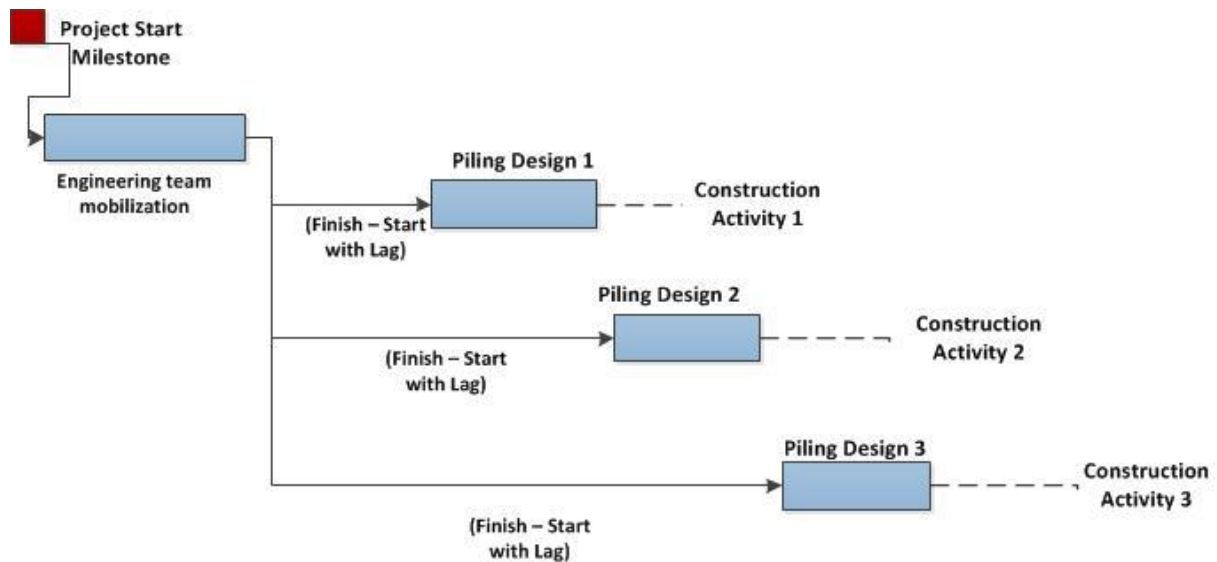 Project Start
Milestone
Engineering team
mobilization
Piling Design 1
(Finish – Start
with Lag)
Construction
Activity 1
Piling Design 2
(Finish – Start
with Lag)
Construction
Activity 2
Piling Design 3
(Finish – Start
with Lag)
Construction
Activity 3